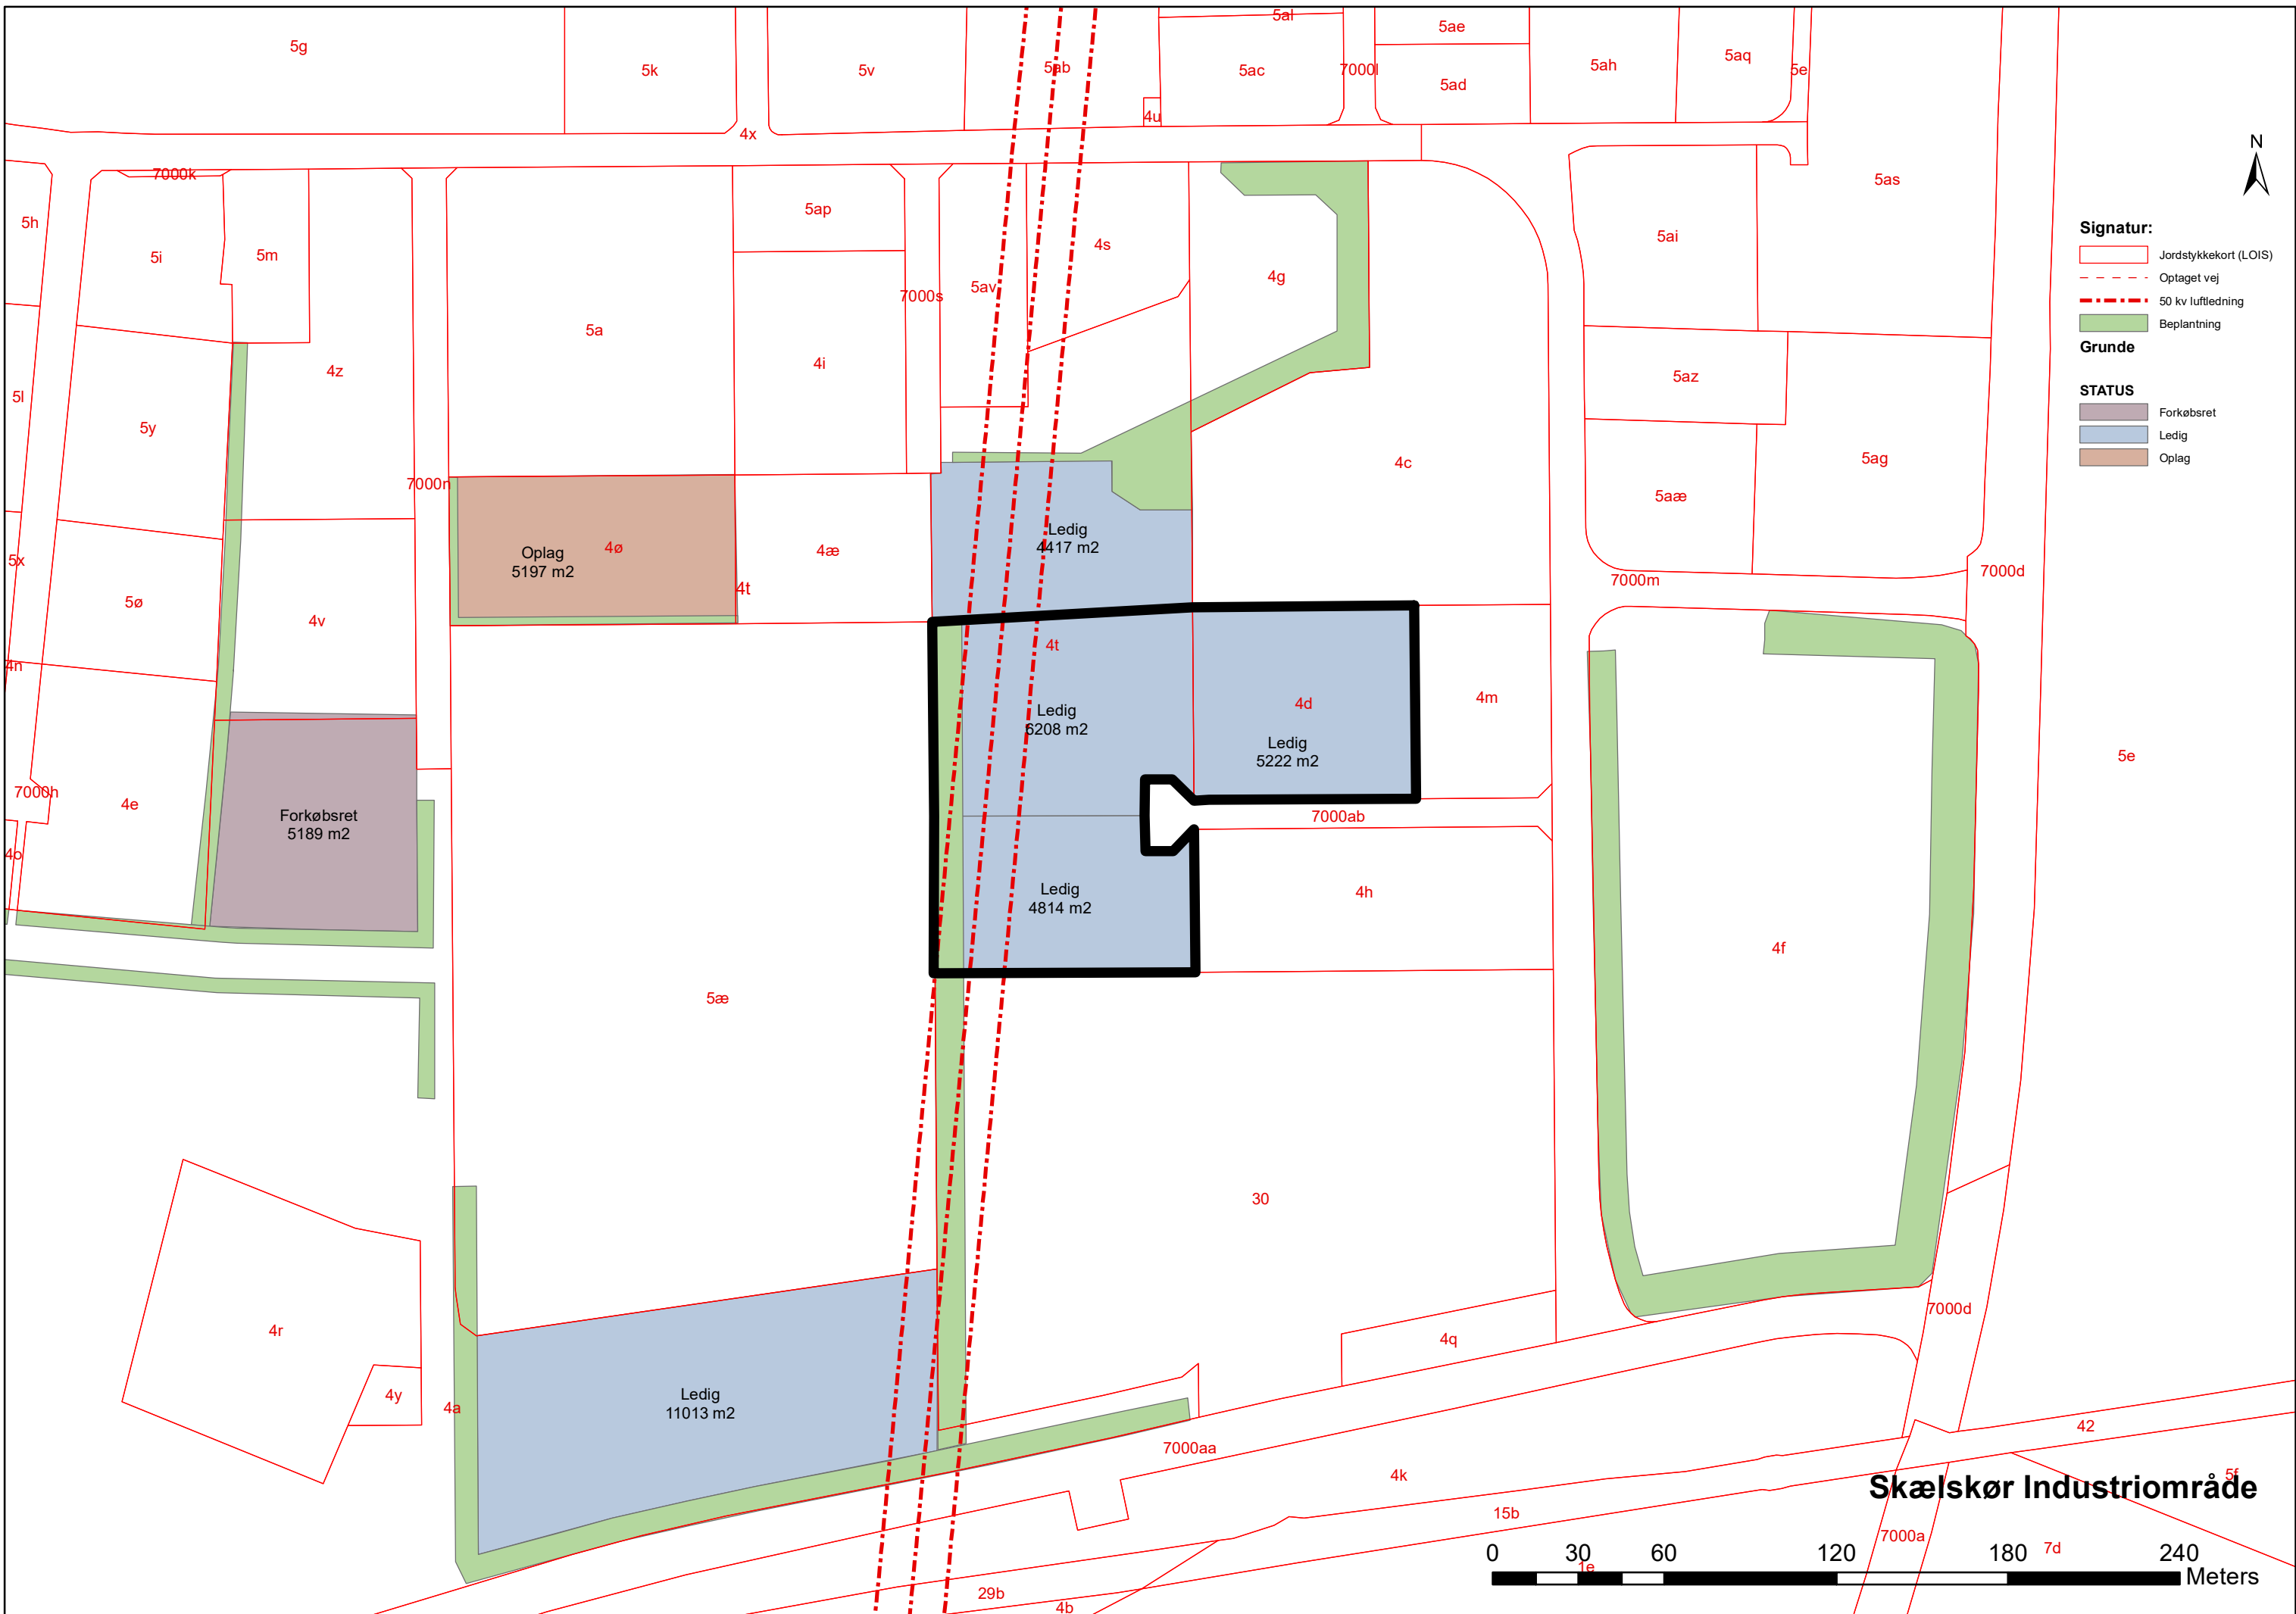 5g
5k
5v
5ab
5al
5ac
7000l
5ae
5ad
5ah
5aq
5e
4u
4x
7000k
5h
5i
5m
5ap
4s
5av
7000s
4g
5ai
5as
N
Signatur:
Jordstykkekort (LOIS)
Optaget vej
50 kv luftledning
Beplantning
Grunde
STATUS
Forkøbsret
Ledig
Oplag
5a
4i
4z
5l
5y
5az
4c
5ag
5aæ
7000n
Oplag
5197 m2
4ø
4æ
4t
Ledig
4417 m2
5x
5ø
4v
7000m
7000d
4n
4t
Ledig
6208 m2
4d
Ledig
5222 m2
4m
5e
7000h
4e
Forkøbsret
5189 m2
7000ab
4o
Ledig
4814 m2
4h
4f
5æ
30
4r
4y
4a
Ledig
11013 m2
4q
7000d
7000aa
4k
42
5f
Skælskør Industriområde
15b
7000a
7d
1e
29b
4b
0 30 60 120 180 240
Meters